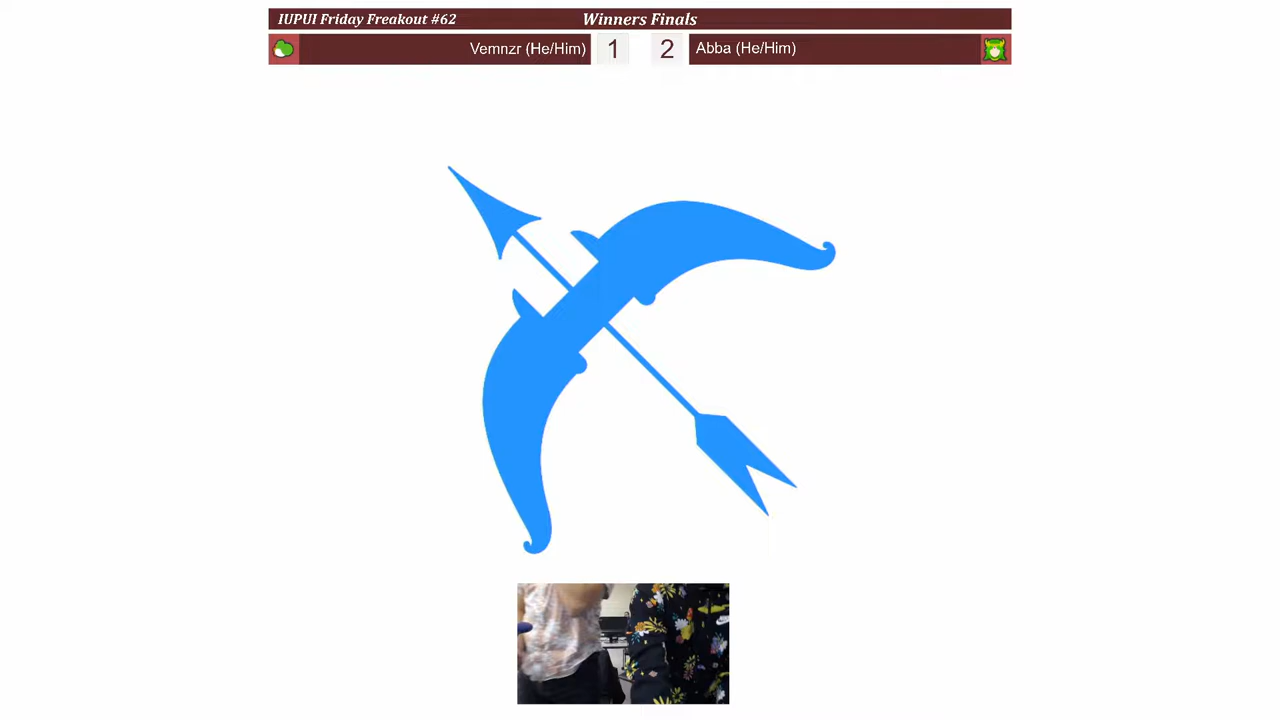 IUPUI Friday Freakout #62
Winners Finals
Vemnzr (He/Him)
1
2
Abba (He/Him)